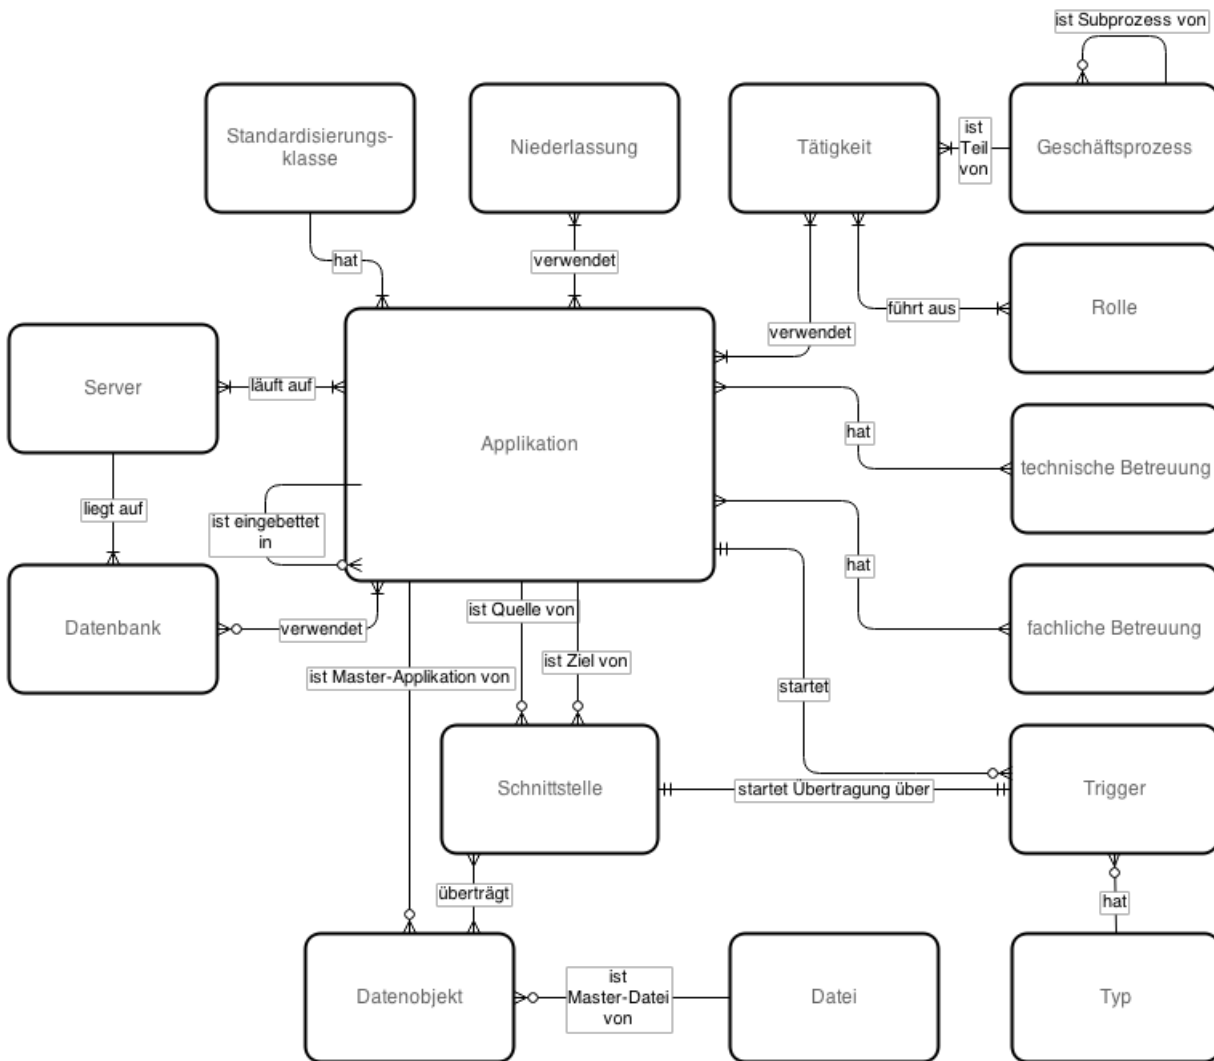 ist Subprozess von
Standardisierungs-
klasse
Niederlassung
Tätigkeit
ist
Teil
von
Geschäftsprozess
hat
verwendet
führt aus
Rolle
verwendet
Server
läuft auf
Applikation
hat
technische Betreuung
liegt auf
ist eingebettet
in
hat
ist Quelle von
Datenbank
verwendet
fachliche Betreuung
ist Ziel von
ist Master-Applikation von
startet
Schnittstelle
startet Übertragung über
Trigger
überträgt
hat
Datenobjekt
ist
Master-Datei
von
Datei
Typ